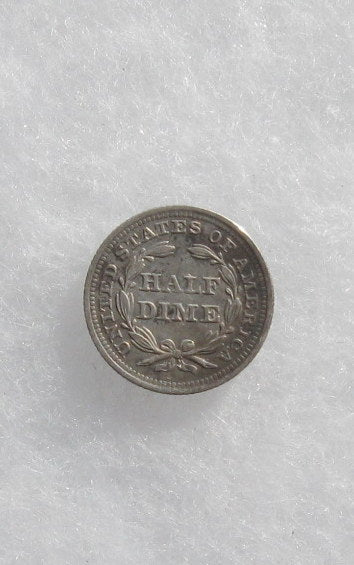 UNITED STATES OF AMERICA
HALF
DIME